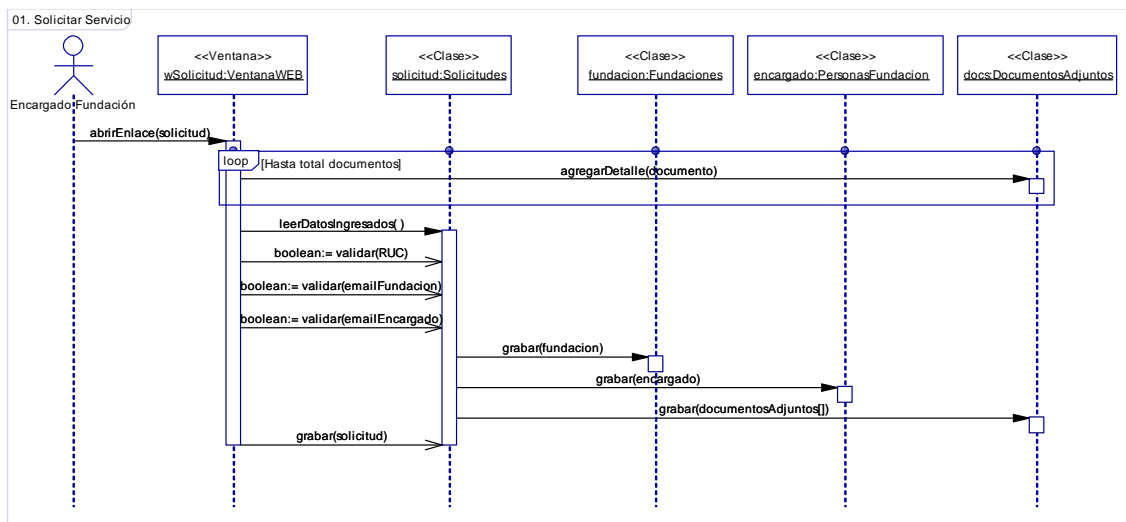 01. Solicitar Servicio
<<Ventana>>
wSolicitud:VentanaWEB
<<Clase>>
solicitud:Solicitudes
<<Clase>>
fundacion:Fundaciones
<<Clase>>
encargado:PersonasFundacion
<<Clase>>
docs:DocumentosAdjuntos
Encargado Fundación
abrirEnlace(solicitud)
loop
[Hasta total documentos]
agregarDetalle(documento)
leerDatosIngresados( )
boolean:= validar(RUC)
boolean:= validar(emailFundacion)
boolean:= validar(emailEncargado)
grabar(fundacion)
grabar(encargado)
grabar(documentosAdjuntos[])
grabar(solicitud)